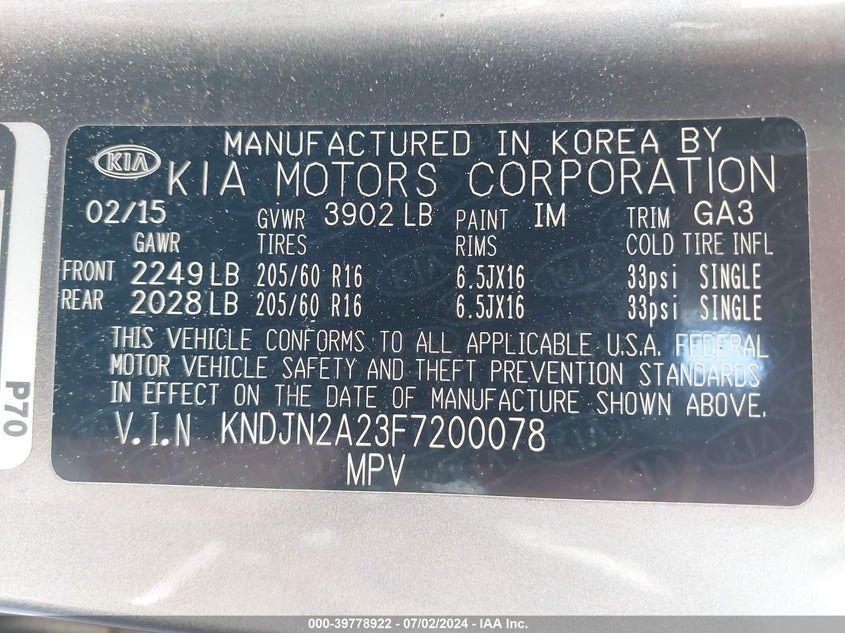 MANUFACTURED IN KOREA BY
KIA KIA MOTORS CORPORATION
02/15 GVWR 3902 LB PAINT IM TRIM GA3
GAWR TIRES RIMS COLD TIRE INFL
FRONT 2249 LB 205/60 R16 6.5JX16 33psi SINGLE
REAR 2028 LB 205/60 R16 6.5JX16 33psi SINGLE
THIS VEHICLE CONFORMS TO ALL APPLICABLE U.S.A. FEDERAL
MOTOR VEHICLE SAFETY AND THEFT PREVENTION STANDARDS
IN EFFECT ON THE DATE OF MANUFACTURE SHOWN ABOVE.
V.I.N KNDJN2A23F7200078
MPV
P70
000-39778922 - 07/02/2024 - IAA Inc.